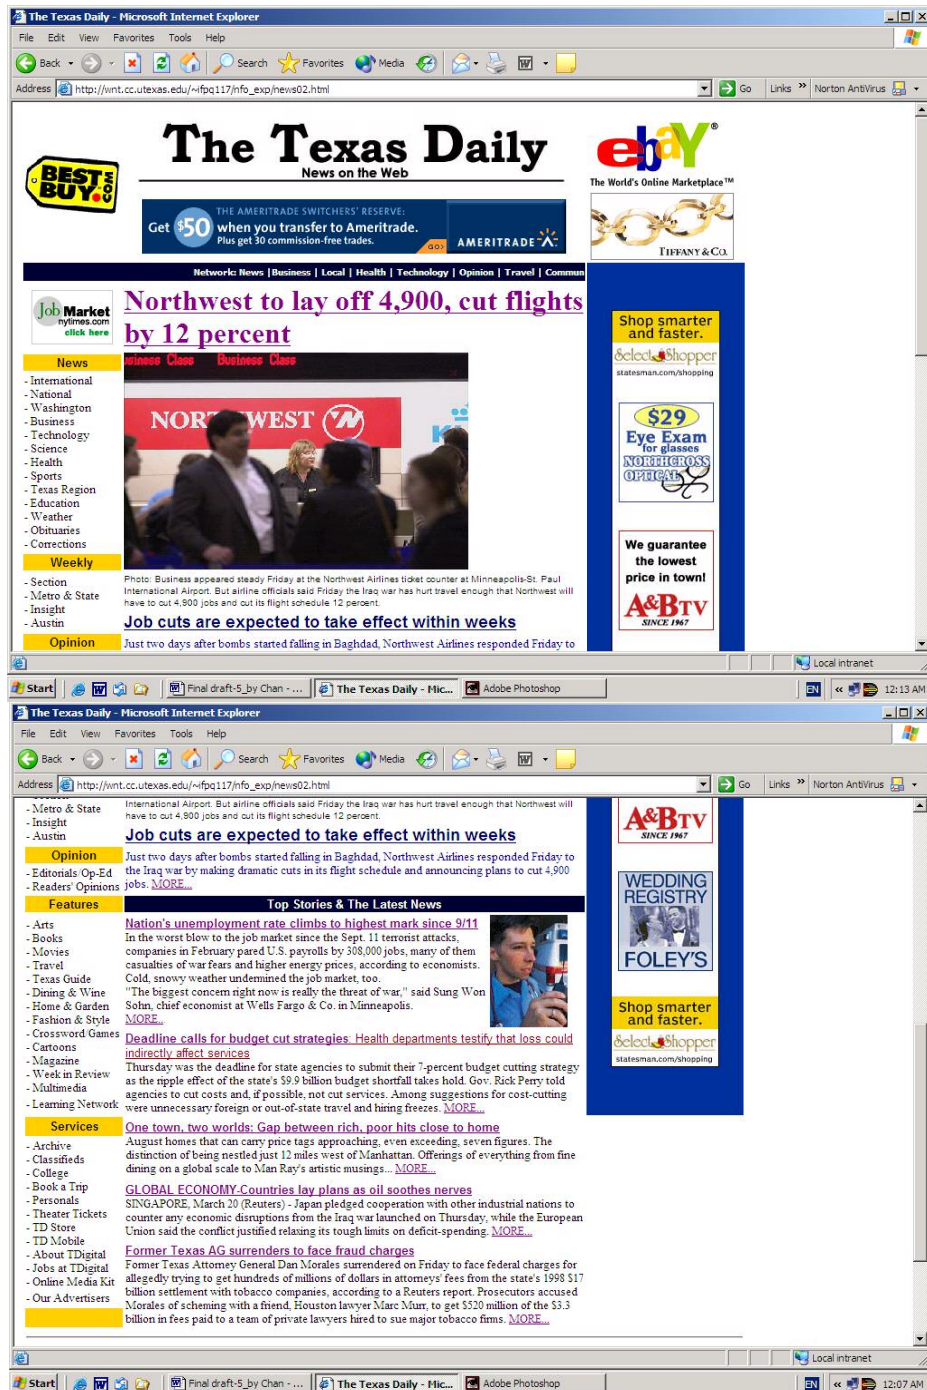 The Texas Daily - Microsoft Internet Explorer
File Edit View Favorites Tools Help
Back Search Favorites Media
Address http://wnt.cc.utexas.edu/~ifpq117/nfo_exp/news02.html Go Links » Norton AntiVirus
BEST BUY.COM
The Texas Daily
News on the Web
ebaY®
The World's Online Marketplace™
THE AMERITRADE SWITCHERS' RESERVE:
Get $50 when you transfer to Ameritrade.
Plus get 30 commission-free trades.
GO>
AMERITRADE
TIFFANY & CO.
Network: News |Business | Local | Health | Technology | Opinion | Travel | Commun
Job Market
nytimes.com
click here
News
- International
- National
- Washington
- Business
- Technology
- Science
- Health
- Sports
- Texas Region
- Education
- Weather
- Obituaries
- Corrections
Weekly
- Section
- Metro & State
- Insight
- Austin
Opinion
Northwest to lay off 4,900, cut flights
by 12 percent
usiness Class Business Class
NORTHWEST
Photo: Business appeared steady Friday at the Northwest Airlines ticket counter at Minneapolis-St. Paul
International Airport. But airline officials said Friday the Iraq war has hurt travel enough that Northwest will
have to cut 4,900 jobs and cut its flight schedule 12 percent.
Job cuts are expected to take effect within weeks
Just two days after bombs started falling in Baghdad, Northwest Airlines responded Friday to
Shop smarter
and faster.
Select Shopper
statesman.com/shopping
$29
Eye Exam
for glasses
NORTHCROSS
OPTICAL
We guarantee
the lowest
price in town!
A&BTV
SINCE 1967
Local intranet
Start Final draft-5_by Chan - ... The Texas Daily - Mic... Adobe Photoshop EN « 12:13 AM
The Texas Daily - Microsoft Internet Explorer
File Edit View Favorites Tools Help
Back Search Favorites Media
Address http://wnt.cc.utexas.edu/~ifpq117/nfo_exp/news02.html Go Links » Norton AntiVirus
- Metro & State
- Insight
- Austin
Opinion
- Editorials/Op-Ed
- Readers' Opinions
Features
- Arts
- Books
- Movies
- Travel
- Texas Guide
- Dining & Wine
- Home & Garden
- Fashion & Style
- Crossword/Games
- Cartoons
- Magazine
- Week in Review
- Multimedia
- Learning Network
Services
- Archive
- Classifieds
- College
- Book a Trip
- Personals
- Theater Tickets
- TD Store
- TD Mobile
- About TDigital
- Jobs at TDigital
- Online Media Kit
- Our Advertisers
International Airport. But airline officials said Friday the Iraq war has hurt travel enough that Northwest will
have to cut 4,900 jobs and cut its flight schedule 12 percent.
Job cuts are expected to take effect within weeks
Just two days after bombs started falling in Baghdad, Northwest Airlines responded Friday to
the Iraq war by making dramatic cuts in its flight schedule and announcing plans to cut 4,900
jobs. MORE...
Top Stories & The Latest News
Nation's unemployment rate climbs to highest mark since 9/11
In the worst blow to the job market since the Sept. 11 terrorist attacks,
companies in February pared U.S. payrolls by 308,000 jobs, many of them
casualties of war fears and higher energy prices, according to economists.
Cold, snowy weather undermined the job market, too.
"The biggest concern right now is really the threat of war," said Sung Won
Sohn, chief economist at Wells Fargo & Co. in Minneapolis.
MORE..
Deadline calls for budget cut strategies: Health departments testify that loss could
indirectly affect services
Thursday was the deadline for state agencies to submit their 7-percent budget cutting strategy
as the ripple effect of the state's $9.9 billion budget shortfall takes hold. Gov. Rick Perry told
agencies to cut costs and, if possible, not cut services. Among suggestions for cost-cutting
were unnecessary foreign or out-of-state travel and hiring freezes. MORE...
One town, two worlds: Gap between rich, poor hits close to home
August homes that can carry price tags approaching, even exceeding, seven figures. The
distinction of being nestled just 12 miles west of Manhattan. Offerings of everything from fine
dining on a global scale to Man Ray's artistic musings... MORE...
GLOBAL ECONOMY-Countries lay plans as oil soothes nerves
SINGAPORE, March 20 (Reuters) - Japan pledged cooperation with other industrial nations to
counter any economic disruptions from the Iraq war launched on Thursday, while the European
Union said the conflict justified relaxing its tough limits on deficit-spending. MORE...
Former Texas AG surrenders to face fraud charges
Former Texas Attorney General Dan Morales surrendered on Friday to face federal charges for
allegedly trying to get hundreds of millions of dollars in attorneys' fees from the state's 1998 $17
billion settlement with tobacco companies, according to a Reuters report. Prosecutors accused
Morales of scheming with a friend, Houston lawyer Marc Murr, to get $520 million of the $3.3
billion in fees paid to a team of private lawyers hired to sue major tobacco firms. MORE...
A&BTV
SINCE 1967
WEDDING
REGISTRY
FOLEY'S
Shop smarter
and faster.
Select Shopper
statesman.com/shopping
Local intranet
Start Final draft-5_by Chan - ... The Texas Daily - Mic... Adobe Photoshop EN « 12:07 AM